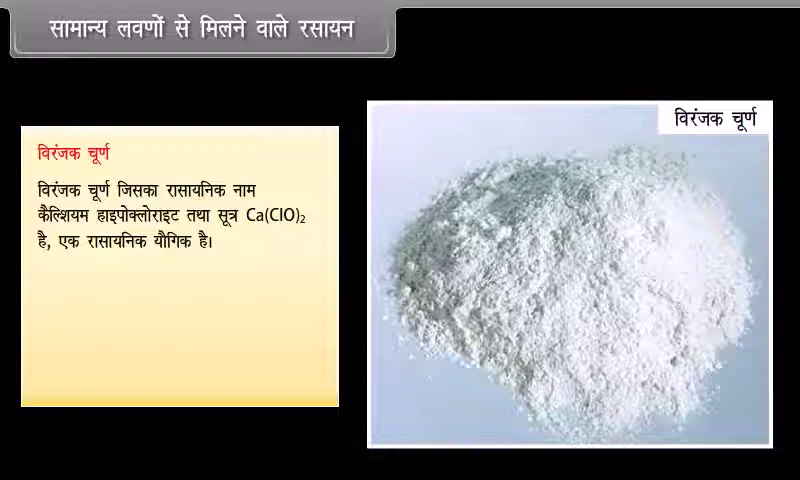 सामान्य लवणों से मिलने वाले रसायन
विरंजक चूर्ण
विरंजक चूर्ण
विरंजक चूर्ण जिसका रासायनिक नाम
कैल्शियम हाइपोक्लोराइट तथा सूत्र Ca(ClO)₂
है, एक रासायनिक यौगिक है।